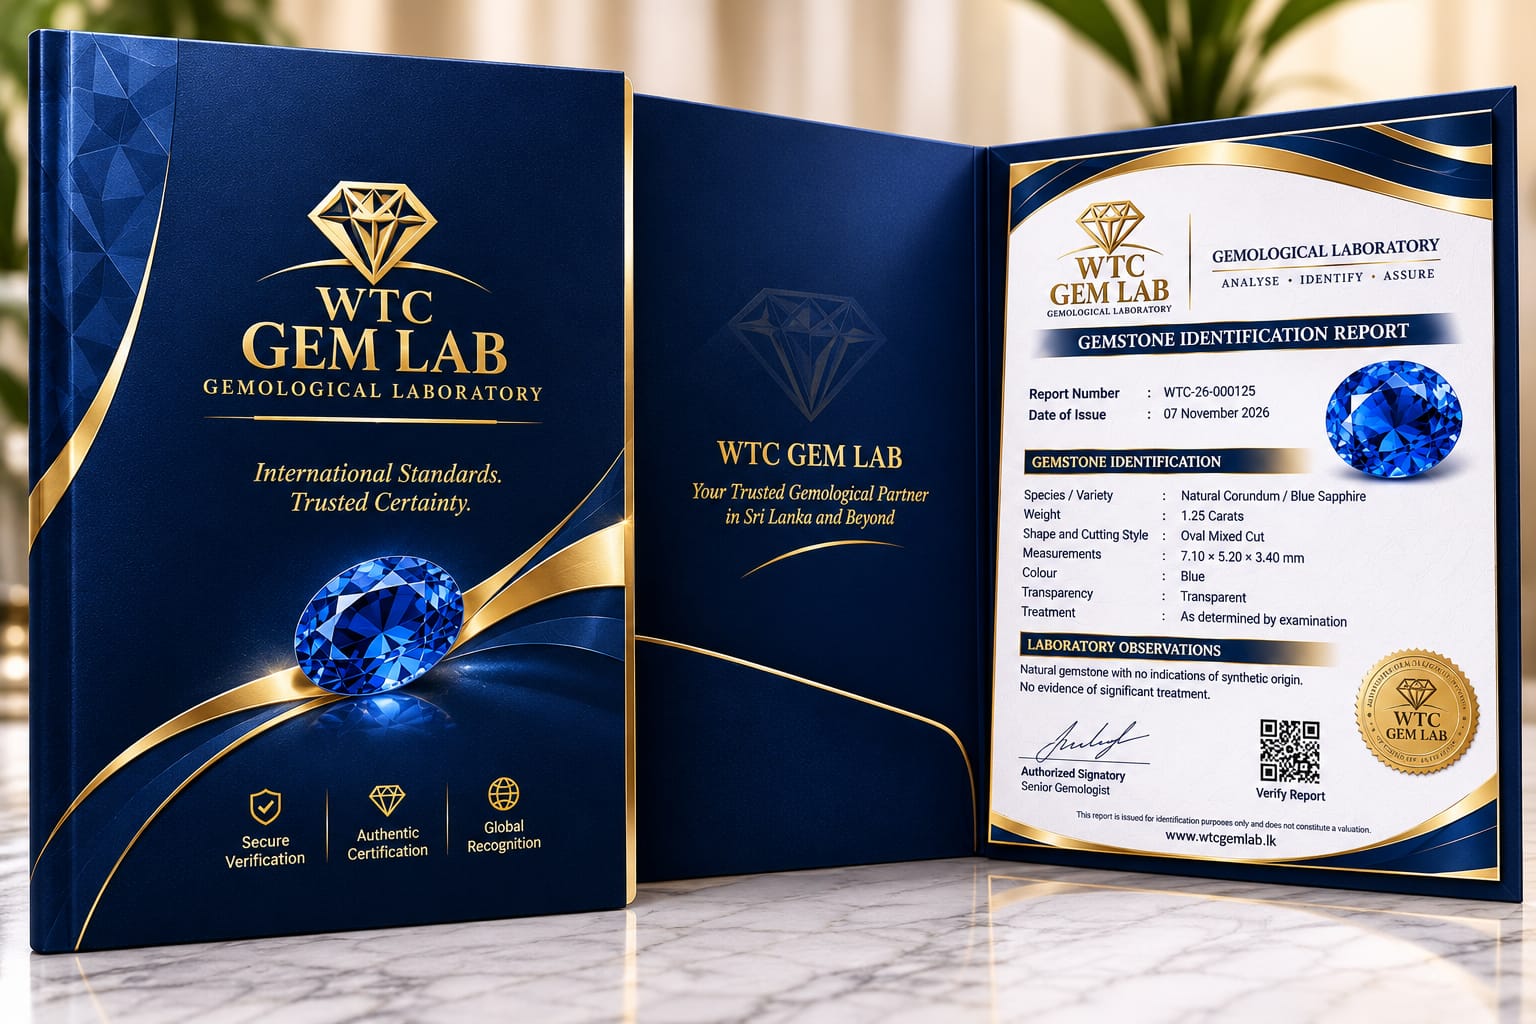 WTC
GEM LAB
GEMOLOGICAL LABORATORY
International Standards.
Trusted Certainty.
Secure
Verification
Authentic
Certification
Global
Recognition
WTC GEM LAB
Your Trusted Gemological Partner
in Sri Lanka and Beyond
WTC
GEM LAB
GEMOLOGICAL LABORATORY
GEMOLOGICAL LABORATORY
ANALYSE • IDENTIFY • ASSURE
GEMSTONE IDENTIFICATION REPORT
Report Number : WTC-26-000125
Date of Issue : 07 November 2026
GEMSTONE IDENTIFICATION
Species / Variety : Natural Corundum / Blue Sapphire
Weight : 1.25 Carats
Shape and Cutting Style : Oval Mixed Cut
Measurements : 7.10 × 5.20 × 3.40 mm
Colour : Blue
Transparency : Transparent
Treatment : As determined by examination
LABORATORY OBSERVATIONS
Natural gemstone with no indications of synthetic origin.
No evidence of significant treatment.
Authorized Signatory
Senior Gemologist
Verify Report
WTC
GEM LAB
This report is issued for identification purposes only and does not constitute a valuation.
www.wtcgemlab.lk